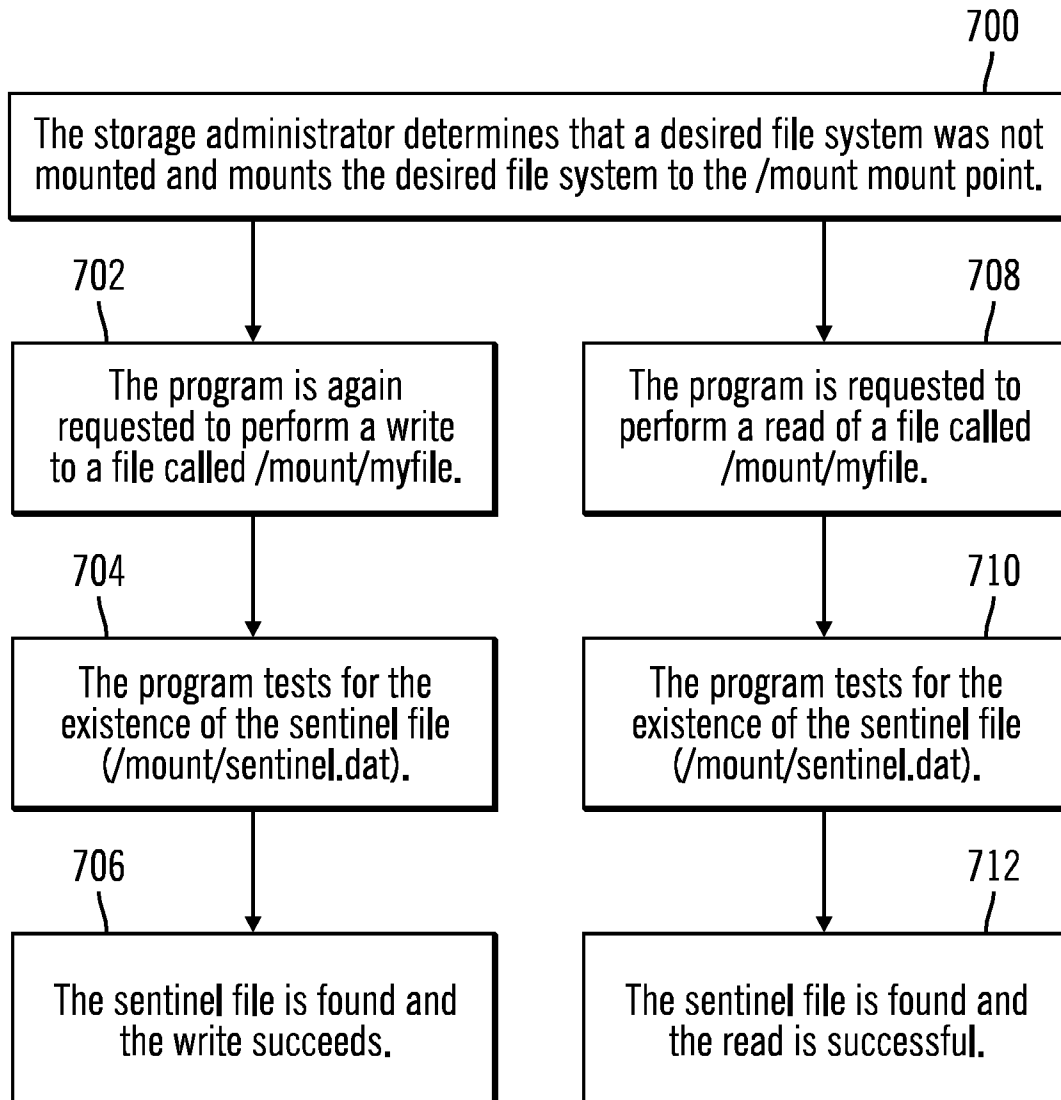 700
The storage administrator determines that a desired file system was not
mounted and mounts the desired file system to the /mount mount point.
702
The program is again
requested to perform a write
to a file called /mount/myfile.
704
The program tests for the
existence of the sentinel file
(/mount/sentinel.dat).
706
The sentinel file is found and
the write succeeds.
708
The program is requested to
perform a read of a file called
/mount/myfile.
710
The program tests for the
existence of the sentinel file
(/mount/sentinel.dat).
712
The sentinel file is found and
the read is successful.